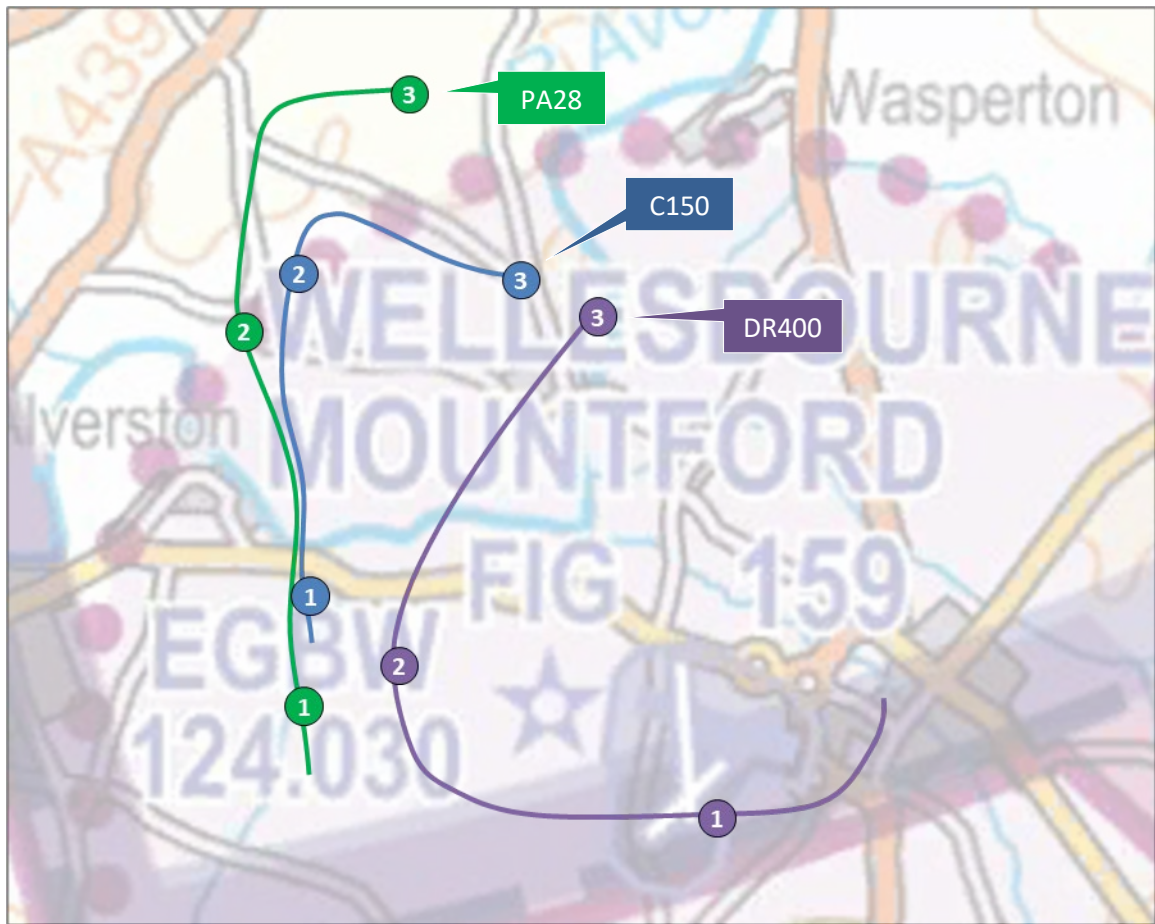 A439
R Avon
Wasperton
3
PA28
C150
2
3
3
DR400
2
WELLESBOURNE
MOUNTFORD
lverston
FIG 159
1
EGBW
2
1
124.030
1